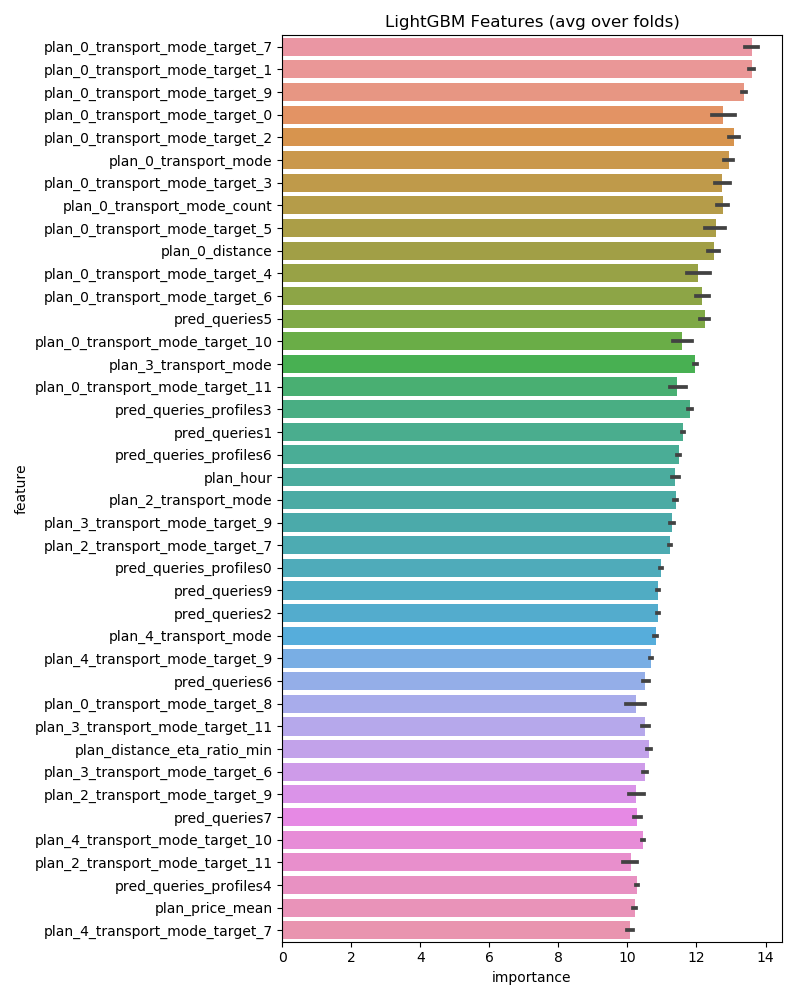 LightGBM Features (avg over folds)
plan_0_transport_mode_target_7
plan_0_transport_mode_target_1
plan_0_transport_mode_target_9
plan_0_transport_mode_target_0
plan_0_transport_mode_target_2
plan_0_transport_mode
plan_0_transport_mode_target_3
plan_0_transport_mode_count
plan_0_transport_mode_target_5
plan_0_distance
plan_0_transport_mode_target_4
plan_0_transport_mode_target_6
pred_queries5
plan_0_transport_mode_target_10
plan_3_transport_mode
plan_0_transport_mode_target_11
pred_queries_profiles3
pred_queries1
pred_queries_profiles6
plan_hour
plan_2_transport_mode
plan_3_transport_mode_target_9
plan_2_transport_mode_target_7
pred_queries_profiles0
pred_queries9
pred_queries2
plan_4_transport_mode
plan_4_transport_mode_target_9
pred_queries6
plan_0_transport_mode_target_8
plan_3_transport_mode_target_11
plan_distance_eta_ratio_min
plan_3_transport_mode_target_6
plan_2_transport_mode_target_9
pred_queries7
plan_4_transport_mode_target_10
plan_2_transport_mode_target_11
pred_queries_profiles4
plan_price_mean
plan_4_transport_mode_target_7
feature
0 2 4 6 8 10 12 14
importance